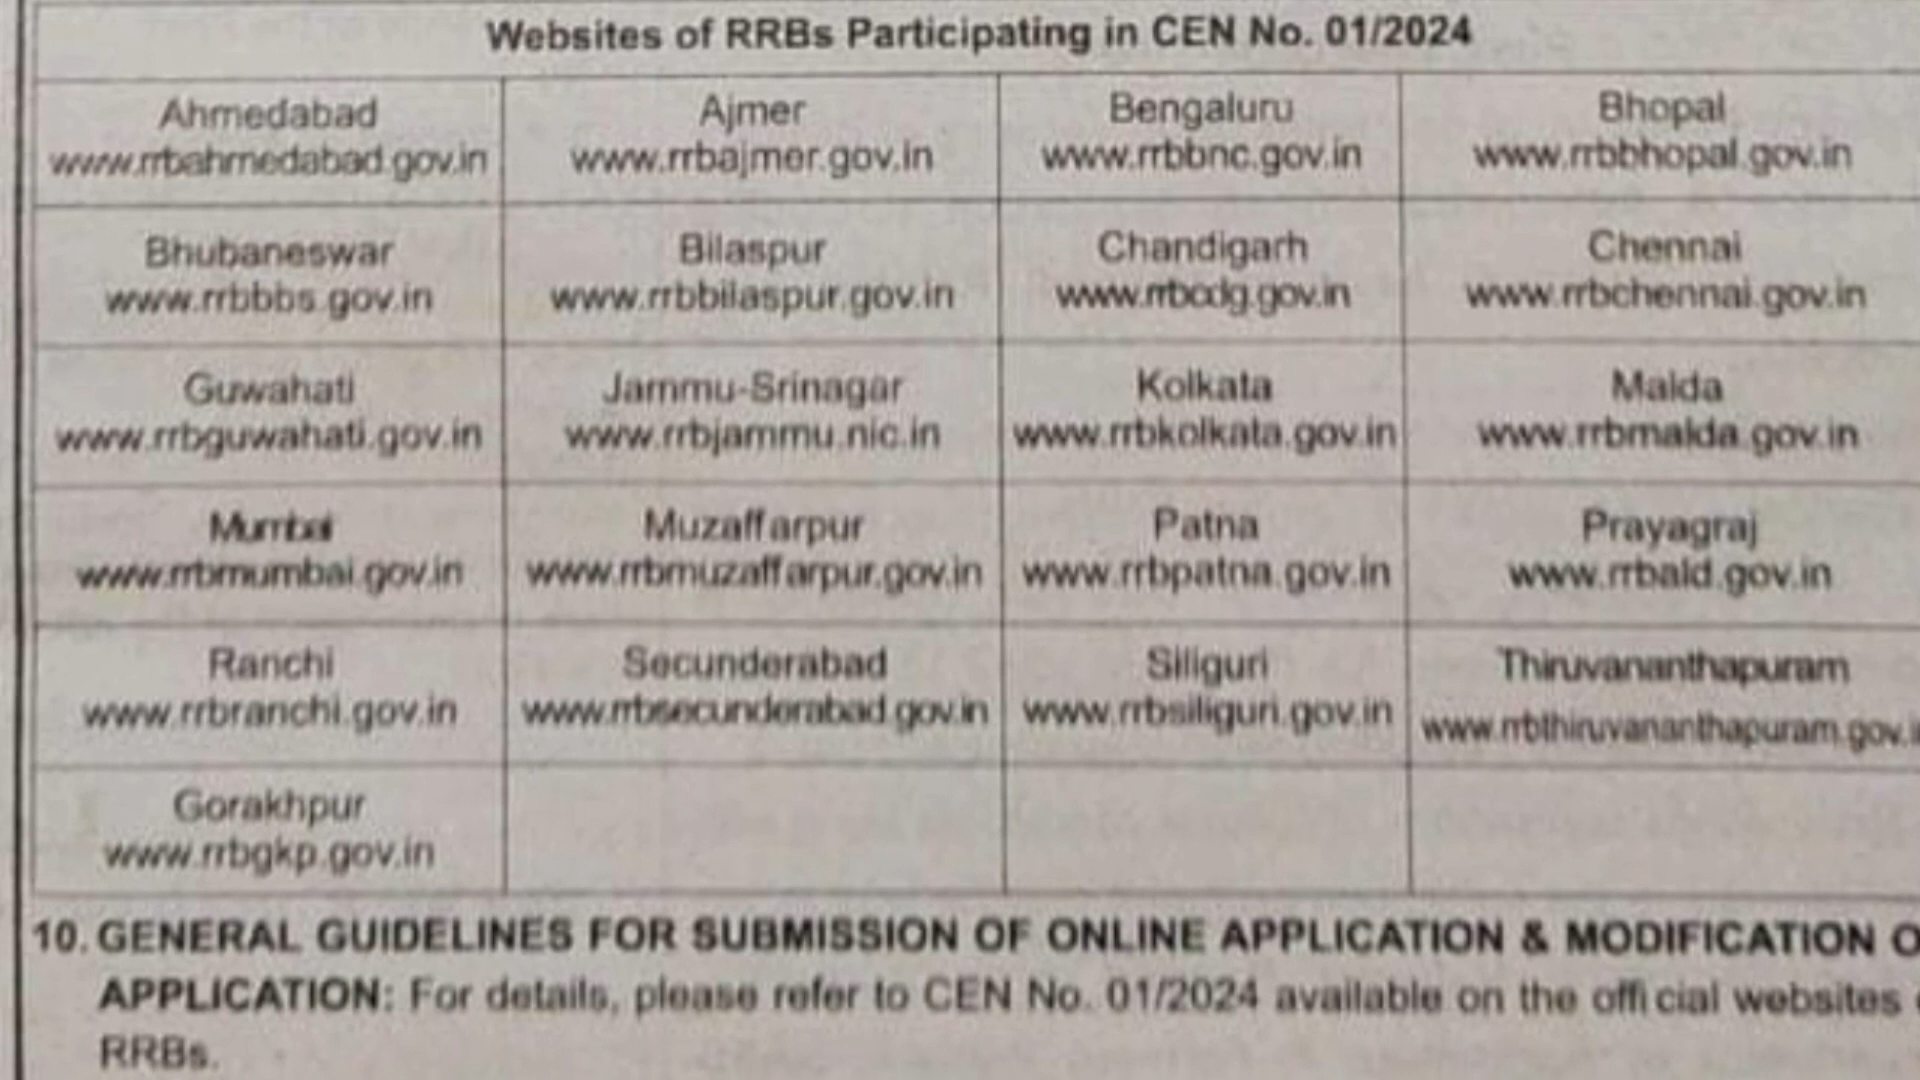 Websites of RRBs Participating in CEN No. 01/2024
Ahmedabad
www.rrbahmedabad.gov.in
Ajmer
www.rrbajmer.gov.in
Bengaluru
www.rrbbnc.gov.in
Bhopal
www.rrbbhopal.gov.in
Bhubaneswar
www.rrbbbs.gov.in
Bilaspur
www.rrbbilaspur.gov.in
Chandigarh
www.rrbcdg.gov.in
Chennai
www.rrbchennai.gov.in
Guwahati
www.rrbguwahati.gov.in
Jammu-Srinagar
www.rrbjammu.nic.in
Kolkata
www.rrbkolkata.gov.in
Malda
www.rrbmalda.gov.in
Mumbai
www.rrbmumbai.gov.in
Muzaffarpur
www.rrbmuzaffarpur.gov.in
Patna
www.rrbpatna.gov.in
Prayagraj
www.rrbald.gov.in
Ranchi
www.rrbranchi.gov.in
Secunderabad
www.rrbsecunderabad.gov.in
Siliguri
www.rrbsiliguri.gov.in
Thiruvananthapuram
www.rrbthiruvananthapuram.gov.i
Gorakhpur
www.rrbgkp.gov.in
10. GENERAL GUIDELINES FOR SUBMISSION OF ONLINE APPLICATION & MODIFICATION O
APPLICATION: For details, please refer to CEN No. 01/2024 available on the official websites
RRBs.